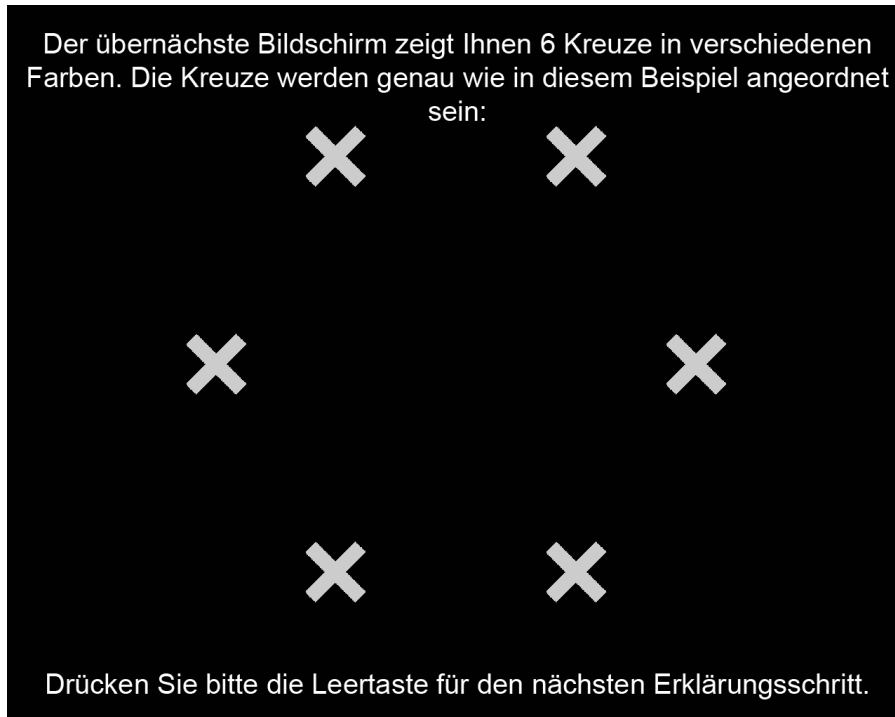 Der übernächste Bildschirm zeigt Ihnen 6 Kreuze in verschiedenen
Farben. Die Kreuze werden genau wie in diesem Beispiel angeordnet
sein:
Drücken Sie bitte die Leertaste für den nächsten Erklärungsschritt.